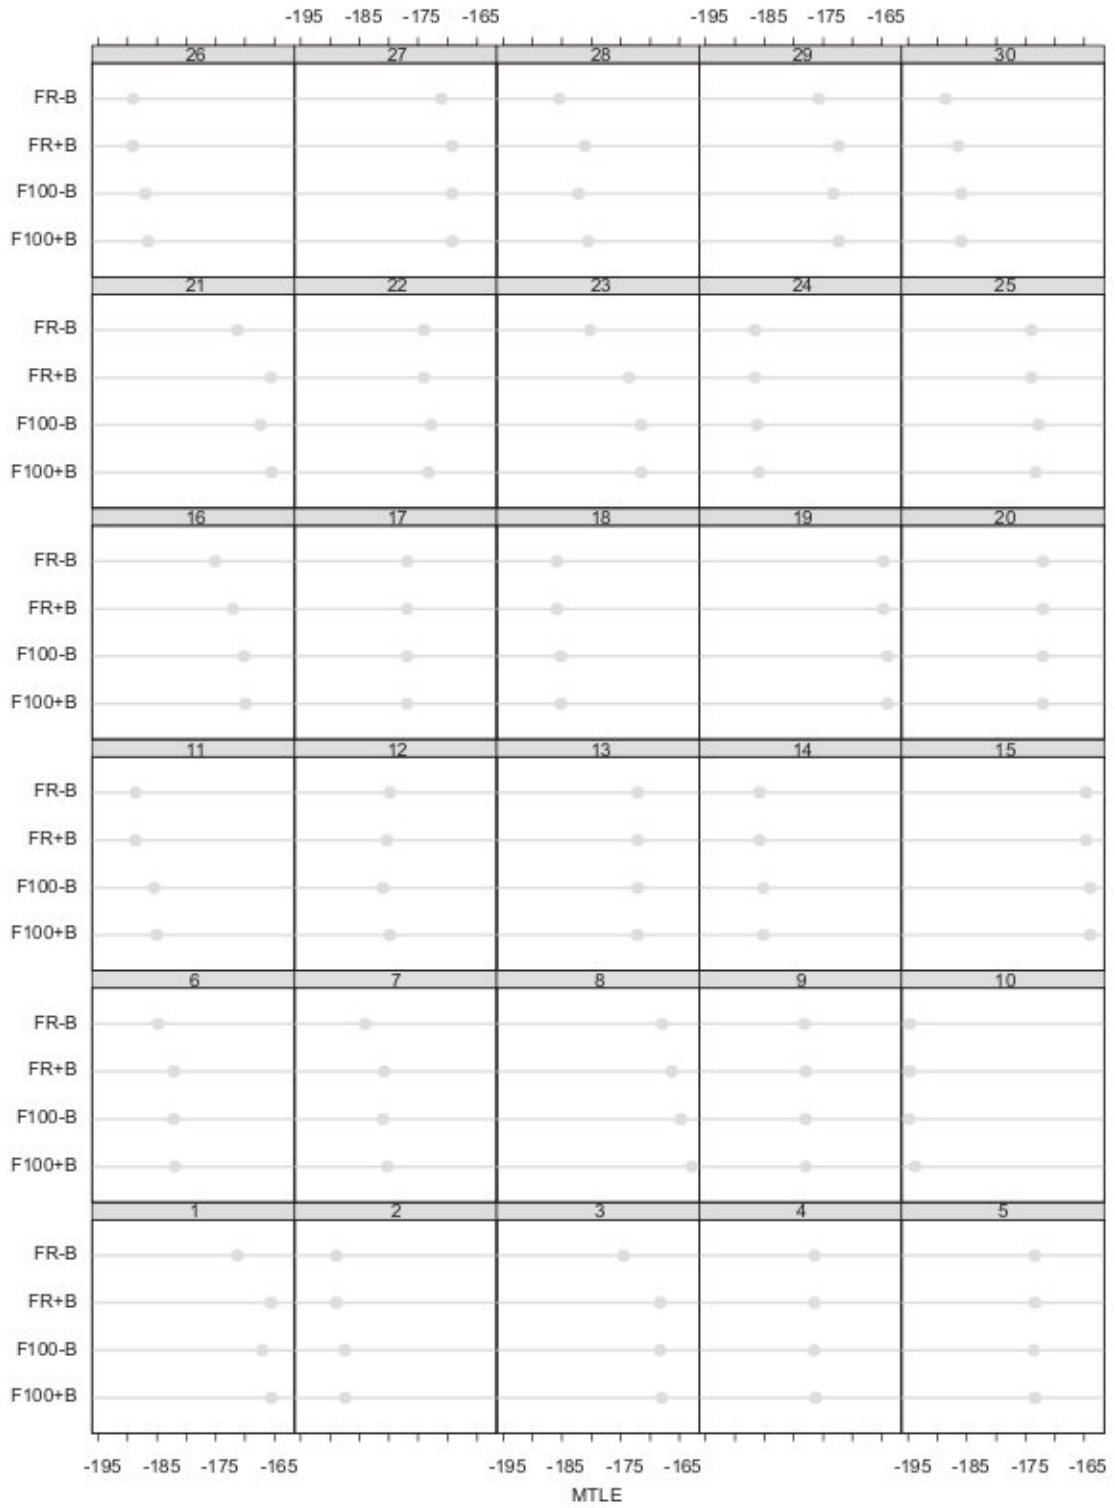 -195 -185 -175 -165 -195 -185 -175 -165
26 27 28 29 30
FR-B
FR+B
F100-B
F100+B
21 22 23 24 25
FR-B
FR+B
F100-B
F100+B
16 17 18 19 20
FR-B
FR+B
F100-B
F100+B
11 12 13 14 15
FR-B
FR+B
F100-B
F100+B
6 7 8 9 10
FR-B
FR+B
F100-B
F100+B
1 2 3 4 5
FR-B
FR+B
F100-B
F100+B
-195 -185 -175 -165 -195 -185 -175 -165 -195 -185 -175 -165
MTLE